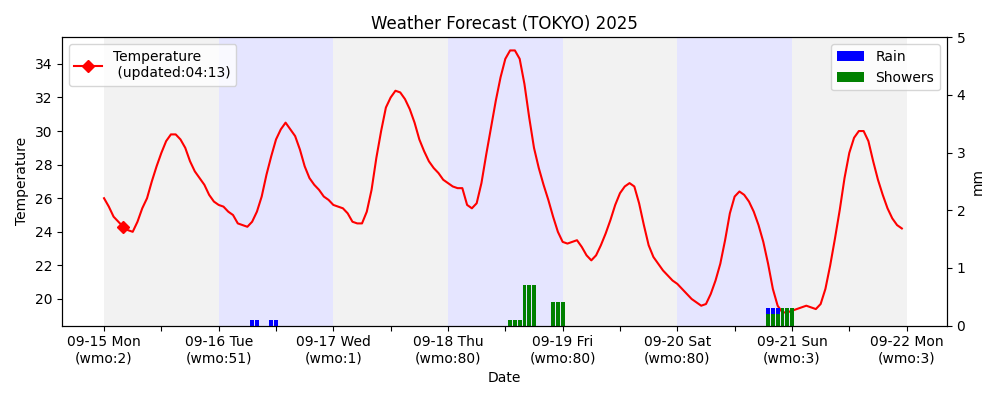 Weather Forecast (TOKYO) 2025
Temperature
(updated:04:13)
Rain
Showers
34
32
30
28
26
24
22
20
Temperature
5
4
3
2
1
0
mm
09-15 Mon
(wmo:2)
09-16 Tue
(wmo:51)
09-17 Wed
(wmo:1)
09-18 Thu
(wmo:80)
09-19 Fri
(wmo:80)
09-20 Sat
(wmo:80)
09-21 Sun
(wmo:3)
09-22 Mon
(wmo:3)
Date